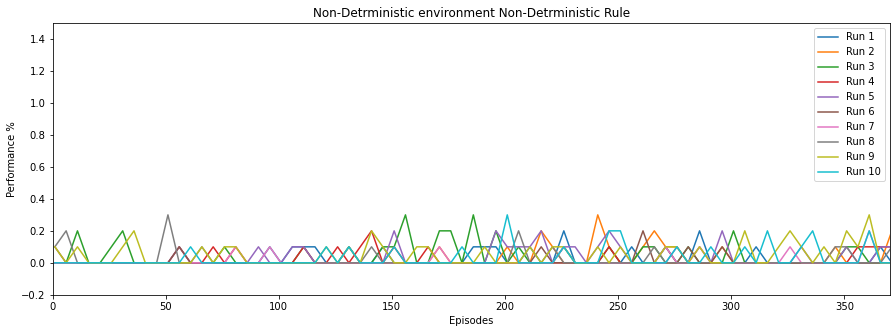 Non-Detrministic environment Non-Detrministic Rule
Performance %
1.4
1.2
1.0
0.8
0.6
0.4
0.2
0.0
−0.2
0
50
100
150
200
250
300
350
Episodes
Run 1
Run 2
Run 3
Run 4
Run 5
Run 6
Run 7
Run 8
Run 9
Run 10